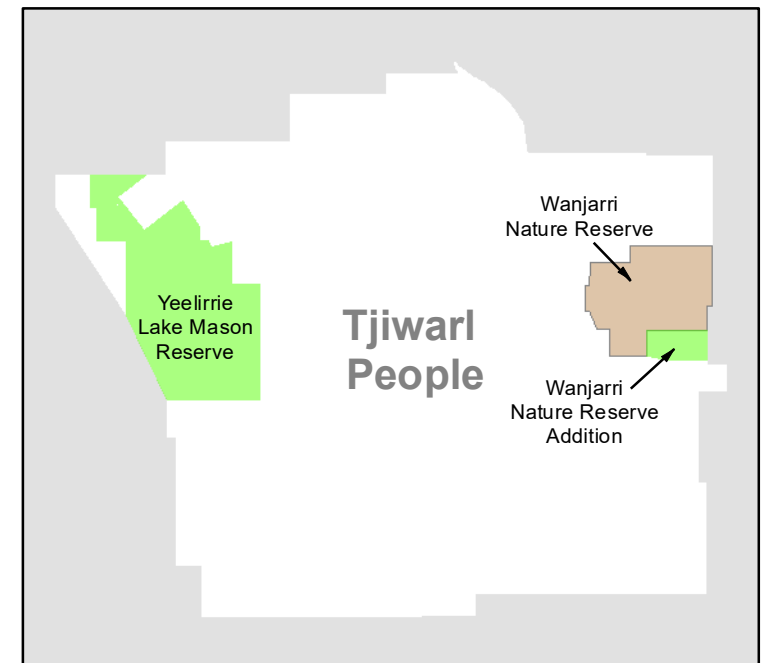 Wanjarri
Nature Reserve
Yeelirrie
Lake Mason
Reserve
Tjiwarl
People
Wanjarri
Nature Reserve
Addition